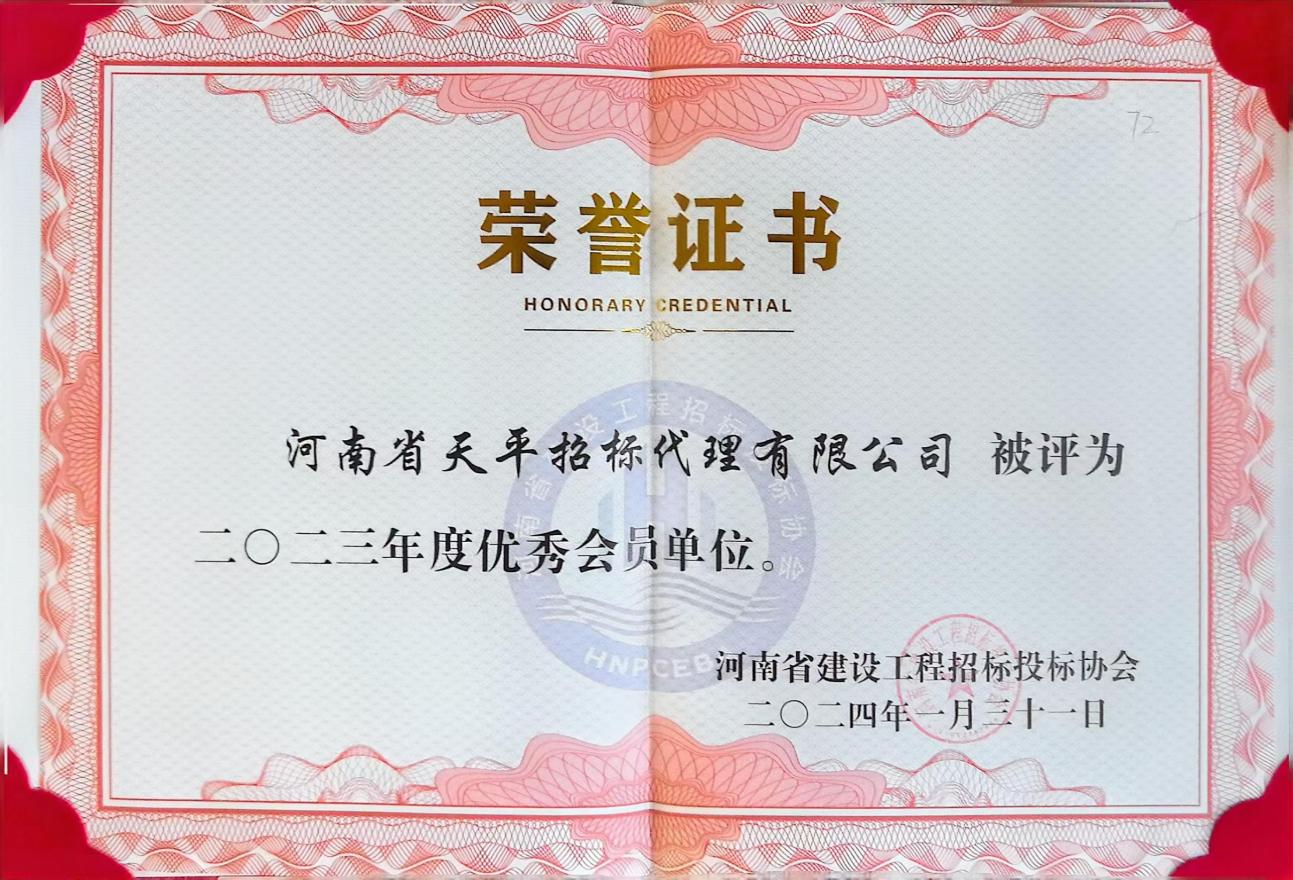 72
荣誉证书
HONORARY CREDENTIAL
河南省天平招标代理有限公司 被评为
二〇二三年度优秀会员单位。
HNPCEB
河南省建设工程招标投标协会
二〇二四年一月三十一日